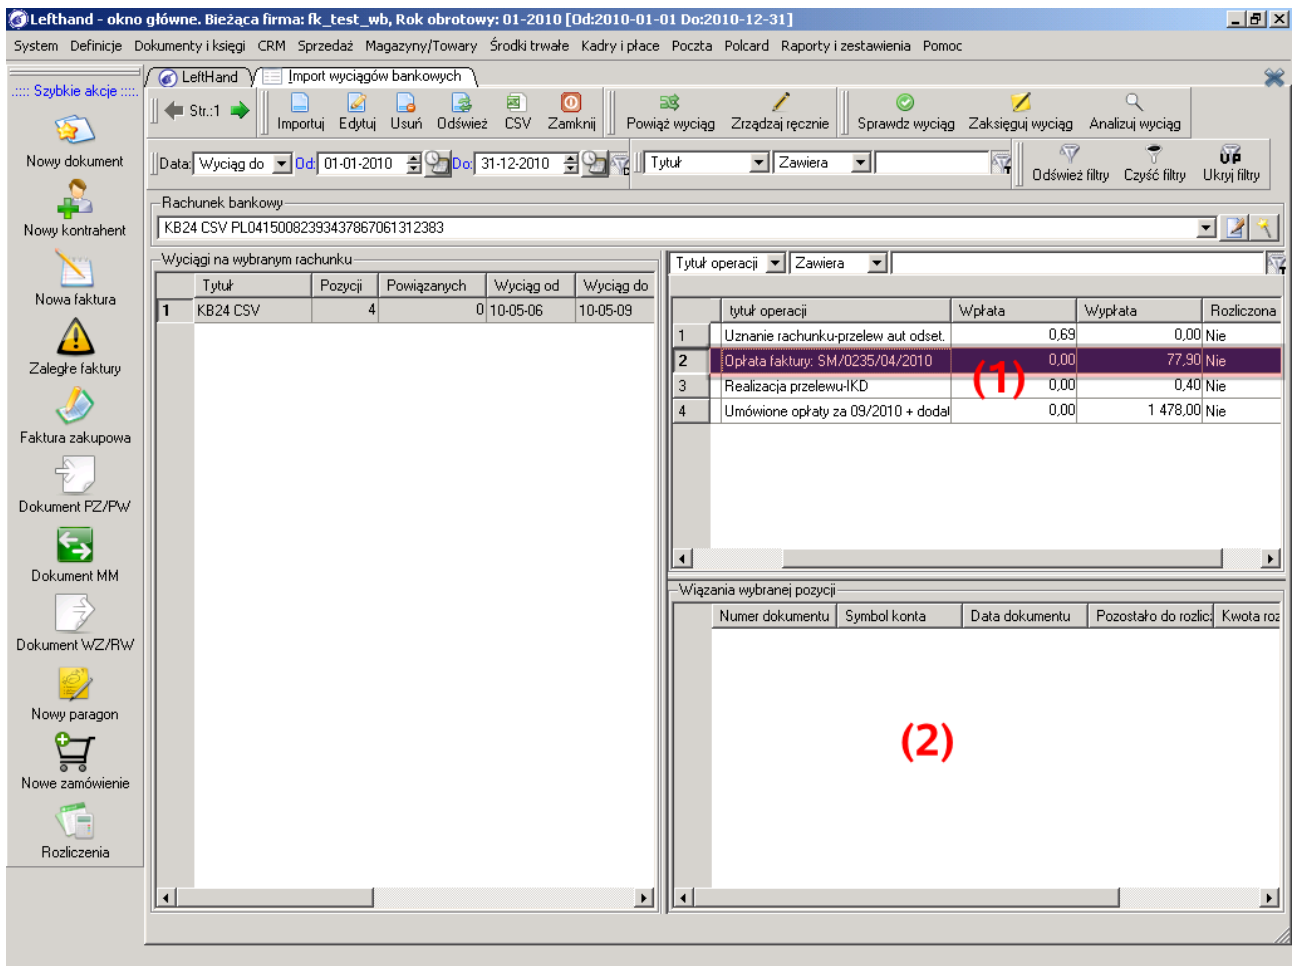 Lefthand - okno główne. Bieżąca firma: fk_test_wb, Rok obrotowy: 01-2010 [Od:2010-01-01 Do:2010-12-31]
System Definicje Dokumenty i księgi CRM Sprzedaż Magazyny/Towary Środki trwałe Kadry i płace Poczta Polcard Raporty i zestawienia Pomoc
.:::: Szybkie akcje ::::.
Nowy dokument
Nowy kontrahent
Nowa faktura
Zaległe faktury
Faktura zakupowa
Dokument PZ/PW
Dokument MM
Dokument WZ/RW
Nowy paragon
Nowe zamówienie
Rozliczenia
LeftHand Import wyciągów bankowych
Str.:1 Importuj Edytuj Usuń Odśwież CSV Zamknij Powiąż wyciąg Zrządzaj ręcznie Sprawdz wyciąg Zaksięguj wyciąg Analizuj wyciąg
Data: Wyciąg do Od: 01-01-2010 Do: 31-12-2010 Tytuł Zawiera Odśwież filtry Czyść filtry Ukryj filtry
UP
Rachunek bankowy
KB24 CSV PL04150082393437867061312383
Wyciągi na wybranym rachunku
Tytuł Pozycji Powiązanych Wyciąg od Wyciąg do
1 KB24 CSV 4 0 10-05-06 10-05-09
Tytuł operacji Zawiera
tytuł operacji Wpłata Wypłata Rozliczona
1 Uznanie rachunku-przelew aut odset. 0,69 0,00 Nie
2 Opłata faktury: SM/0235/04/2010 0,00 77,90 Nie
3 Realizacja przelewu-IKD 0,00 0,40 Nie
4 Umówione opłaty za 09/2010 + dodat 0,00 1 478,00 Nie
(1)
Wiązania wybranej pozycji
Numer dokumentu Symbol konta Data dokumentu Pozostało do rozlic: Kwota roz
(2)